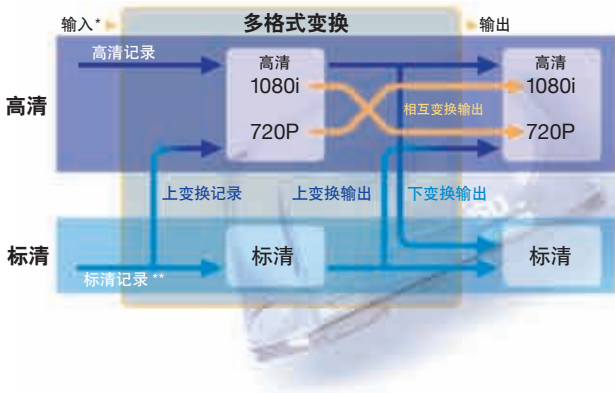 输入* 多格式变换 输出
高清记录
高清
高清
1080i
720P
高清
1080i
720P
相互变换输出
上变换记录 上变换输出 下变换输出
标清
标清
标清
标清记录**